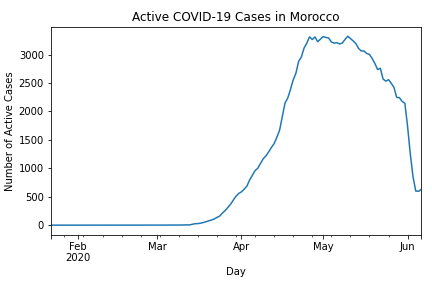 Active COVID-19 Cases in Morocco
Number of Active Cases
3000
2500
2000
1500
1000
500
0
Feb Mar Apr May Jun
2020
Day